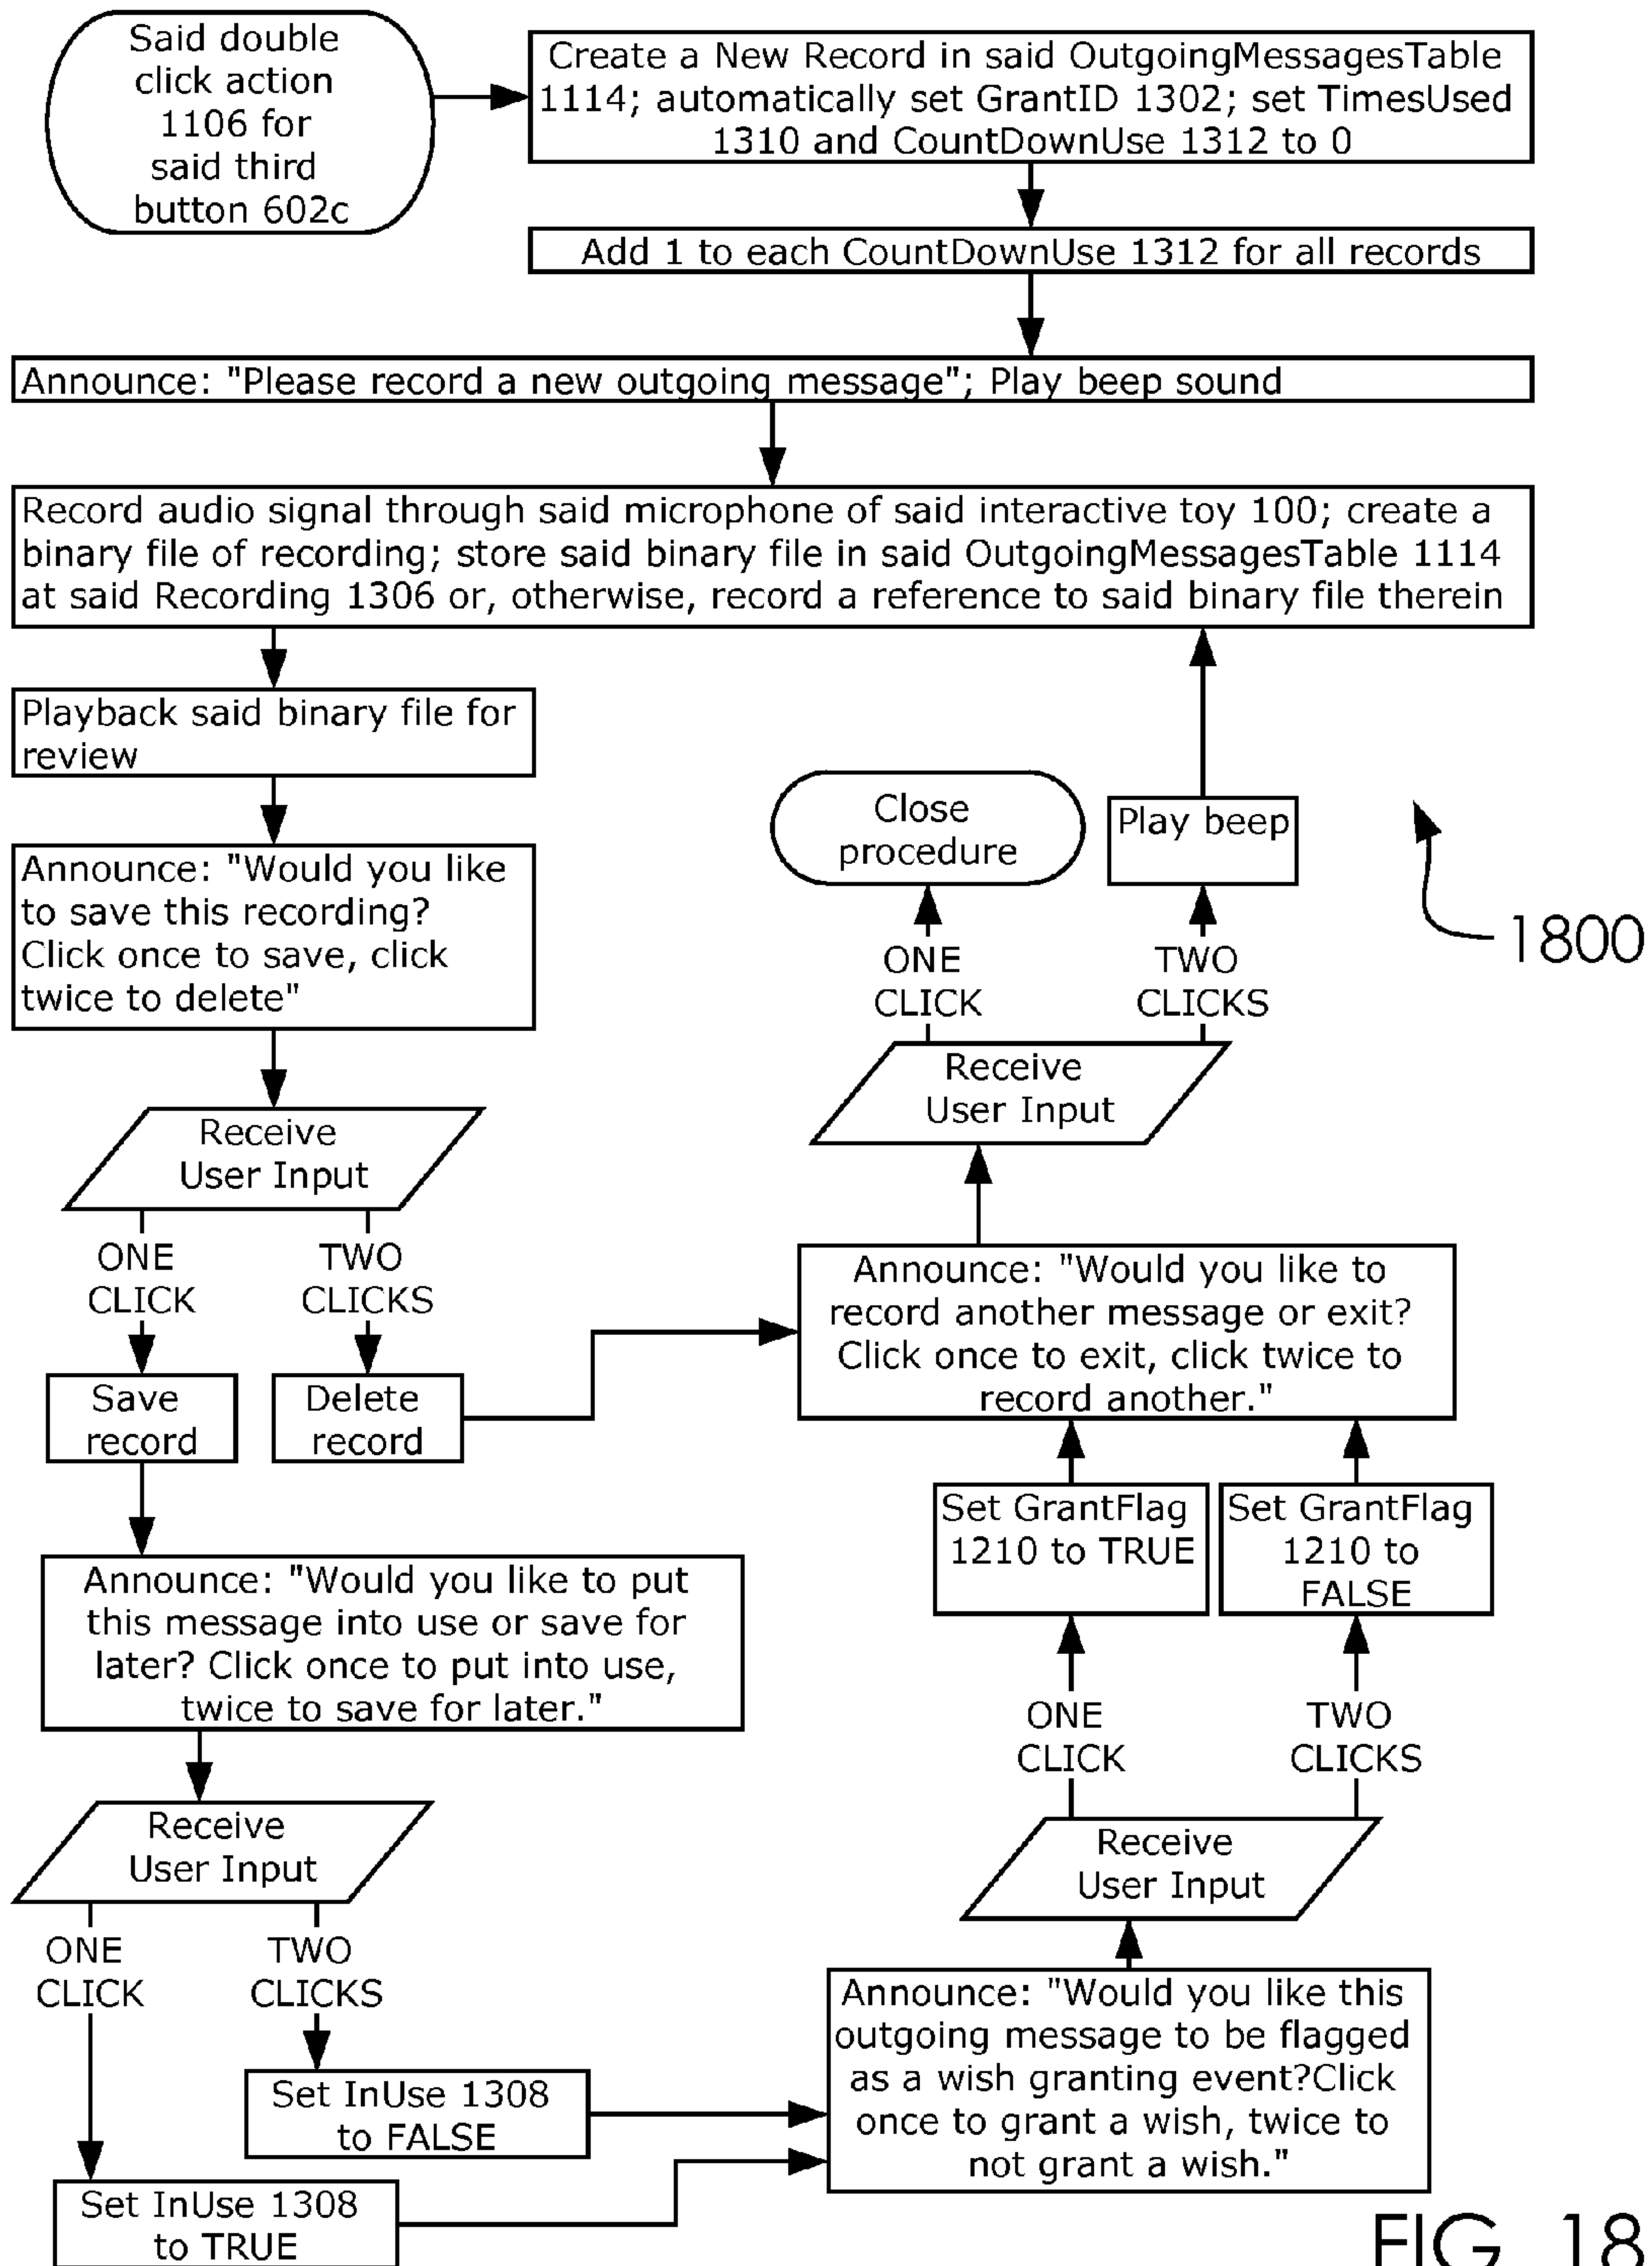 Said double
click action
1106 for
said third
button 602c
Create a New Record in said OutgoingMessagesTable
1114; automatically set GrantID 1302; set TimesUsed
1310 and CountDownUse 1312 to 0
Add 1 to each CountDownUse 1312 for all records
Announce: "Please record a new outgoing message"; Play beep sound
Record audio signal through said microphone of said interactive toy 100; create a
binary file of recording; store said binary file in said OutgoingMessagesTable 1114
at said Recording 1306 or, otherwise, record a reference to said binary file therein
Playback said binary file for
review
Announce: "Would you like
to save this recording?
Click once to save, click
twice to delete"
Receive
User Input
ONE
CLICK
TWO
CLICKS
Save
record
Delete
record
Announce: "Would you like to put
this message into use or save for
later? Click once to put into use,
twice to save for later."
Receive
User Input
ONE
CLICK
TWO
CLICKS
Set InUse 1308
to FALSE
Set InUse 1308
to TRUE
Announce: "Would you like this
outgoing message to be flagged
as a wish granting event?Click
once to grant a wish, twice to
not grant a wish."
Receive
User Input
ONE
CLICK
TWO
CLICKS
Set GrantFlag
1210 to TRUE
Set GrantFlag
1210 to
FALSE
Announce: "Would you like to
record another message or exit?
Click once to exit, click twice to
record another."
Receive
User Input
ONE
CLICK
TWO
CLICKS
Close
procedure
Play beep
1800
FIG. 18